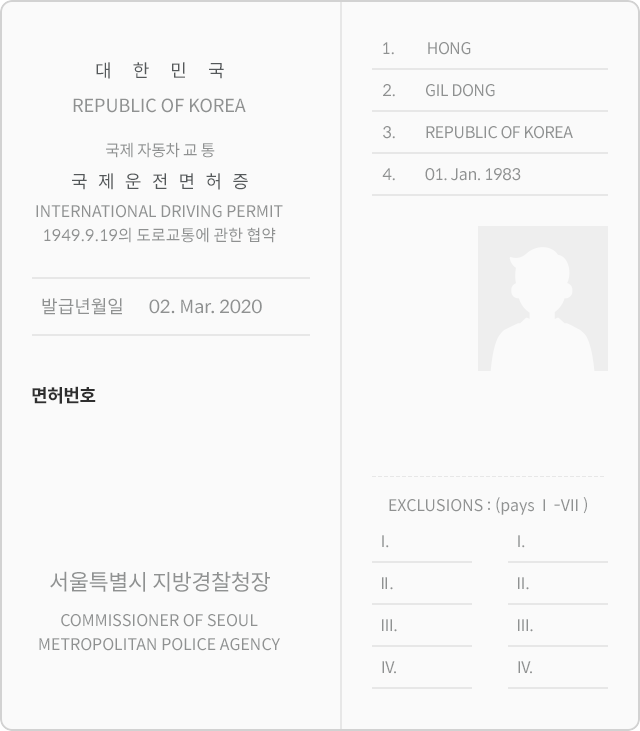 대 한 민 국
REPUBLIC OF KOREA
국제 자동차 교 통
국 제 운 전 면 허 증
INTERNATIONAL DRIVING PERMIT
1949.9.19의 도로교통에 관한 협약
발급년월일 02. Mar. 2020
면허번호
서울특별시 지방경찰청장
COMMISSIONER OF SEOUL
METROPOLITAN POLICE AGENCY
1. HONG
2. GIL DONG
3. REPUBLIC OF KOREA
4. 01. Jan. 1983
EXCLUSIONS : (pays Ⅰ -VII )
I. I.
II. II.
III. III.
IV. IV.